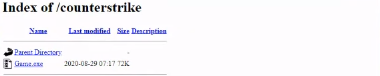 Index of /counterstrike
Name Last modified Size Description
Parent Directory -
Game.exe 2020-08-29 07:17 72K